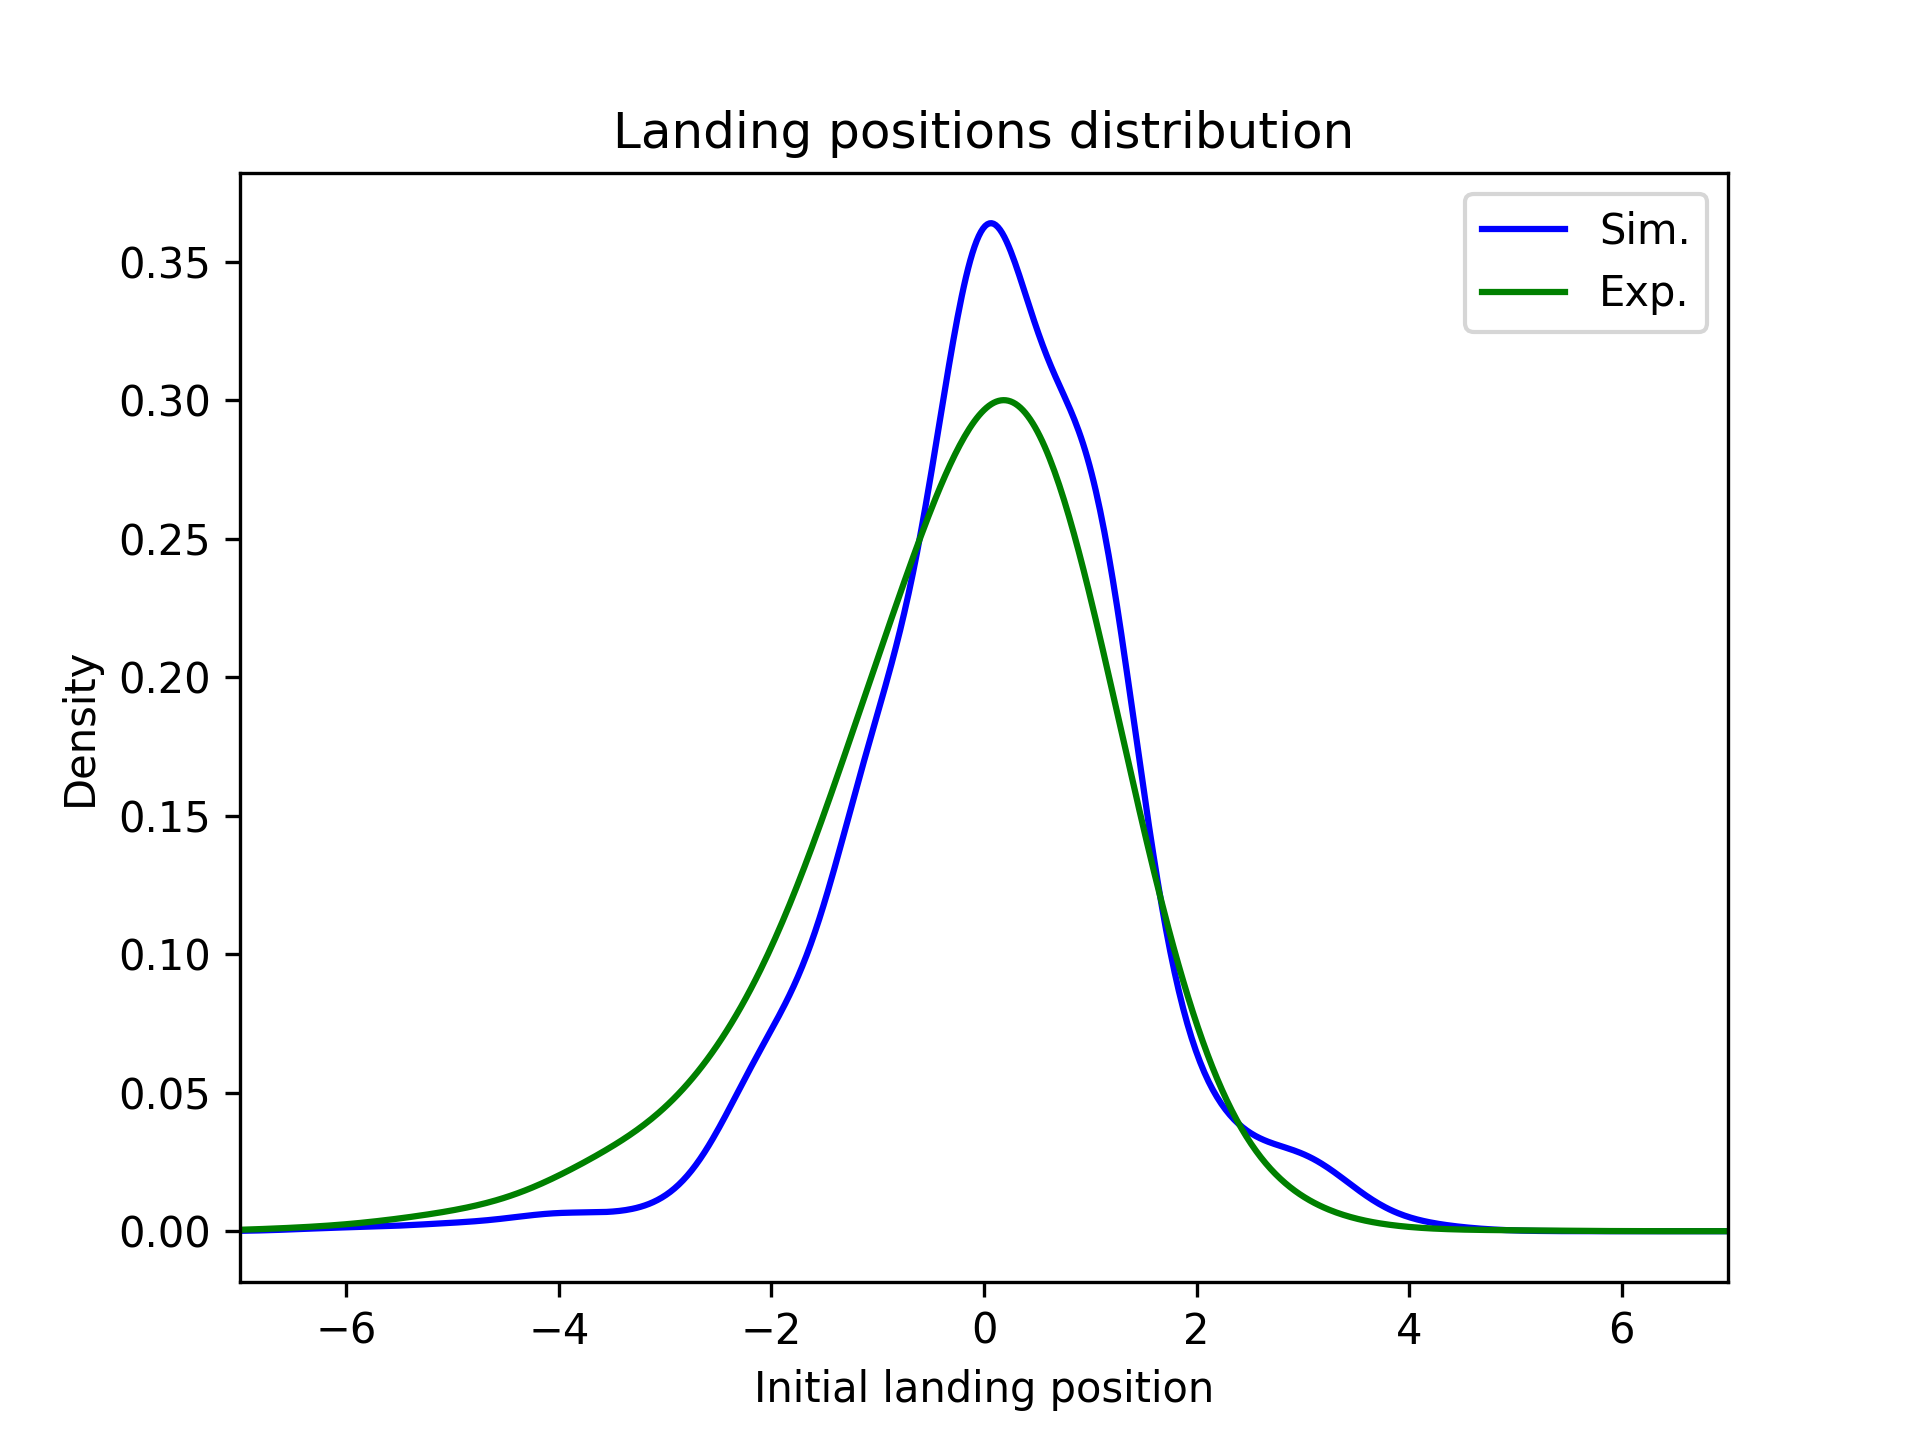 Landing positions distribution
Sim.
Exp.
0.35
0.30
0.25
0.20
0.15
0.10
0.05
0.00
Density
−6 −4 −2 0 2 4 6
Initial landing position